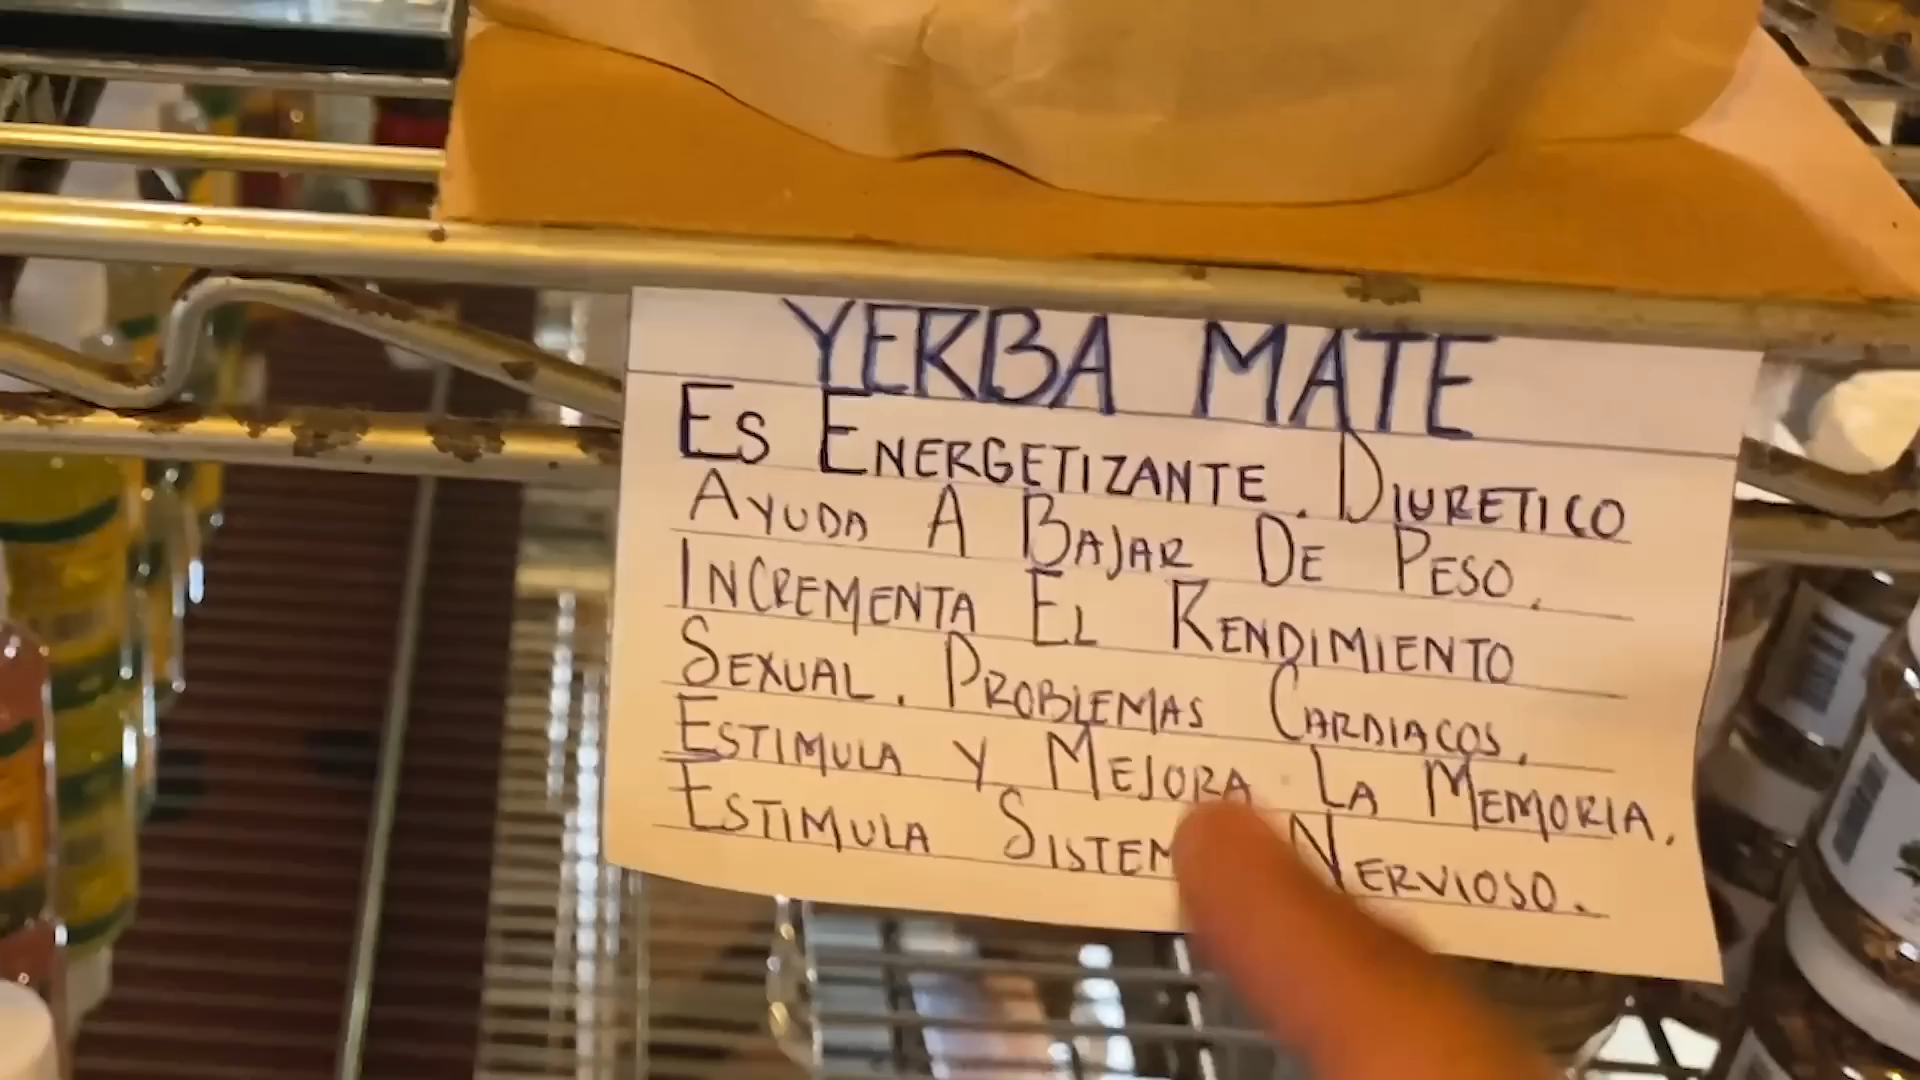 YERBA MATE
ES ENERGETIZANTE. DIURETICO
AYUDA A BAJAR DE PESO.
INCREMENTA EL RENDIMIENTO
SEXUAL. PROBLEMAS CARDIACOS.
ESTIMULA Y MEJORA LA MEMORIA.
ESTIMULA SISTEM NERVIOSO.